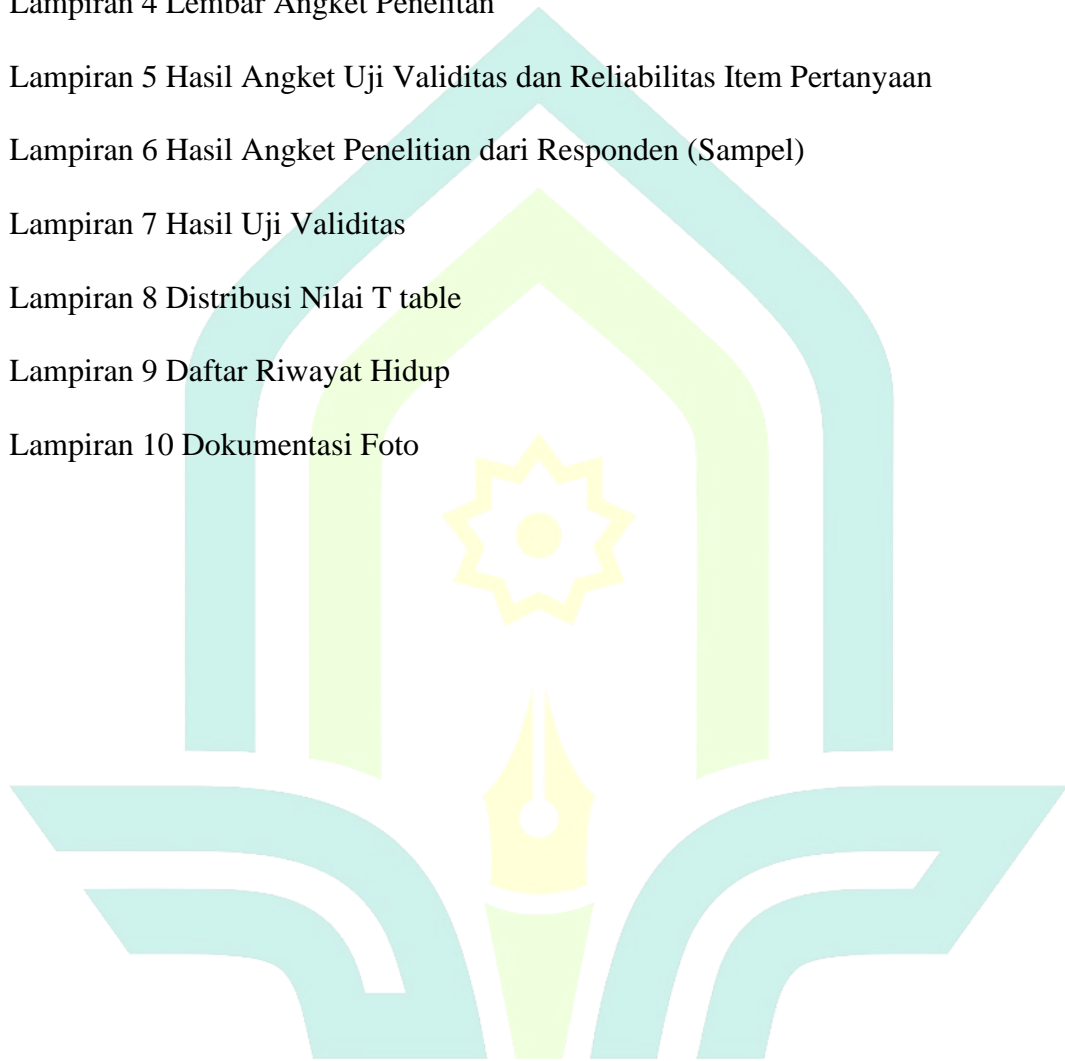 Lampiran 4 Lembar Angket Penelitan
Lampiran 5 Hasil Angket Uji Validitas dan Reliabilitas Item Pertanyaan
Lampiran 6 Hasil Angket Penelitian dari Responden (Sampel)
Lampiran 7 Hasil Uji Validitas
Lampiran 8 Distribusi Nilai T table
Lampiran 9 Daftar Riwayat Hidup
Lampiran 10 Dokumentasi Foto